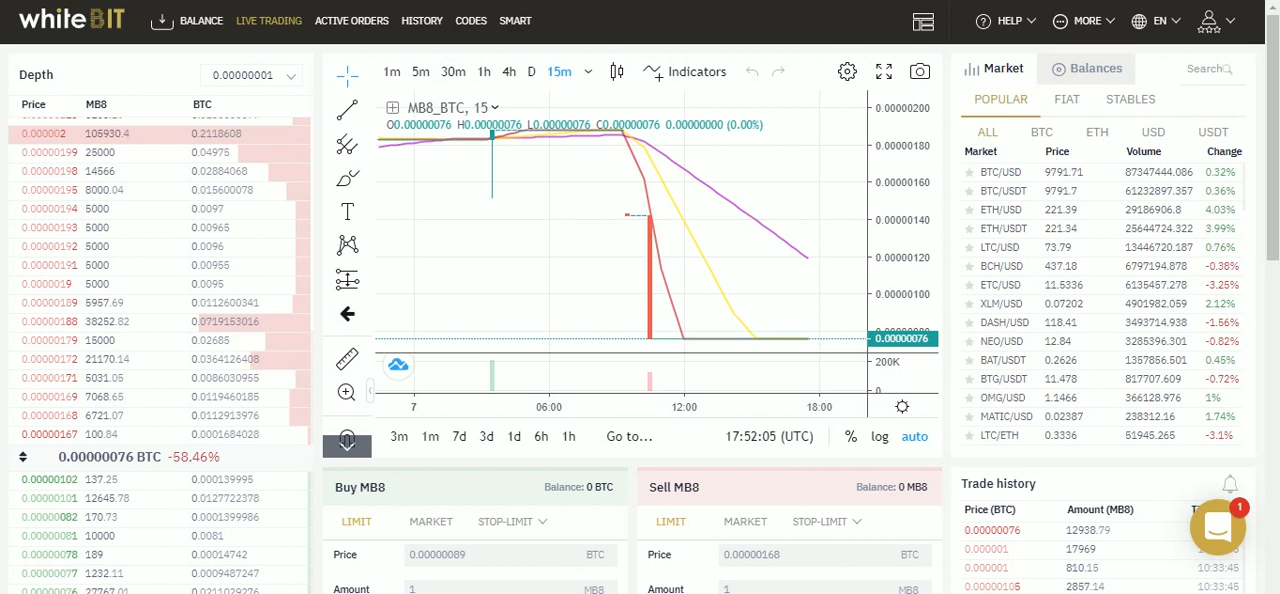 whiteBIT BALANCE LIVE TRADING ACTIVE ORDERS HISTORY CODES SMART HELP MORE EN
Depth 0.00000001
Price MB8 BTC
0.000002 105930.4 0.2118608
0.00000199 25000 0.04975
0.00000198 14566 0.02884068
0.00000195 8000.04 0.015600078
0.00000194 5000 0.0097
0.00000193 5000 0.00965
0.00000192 5000 0.0096
0.00000191 5000 0.00955
0.0000019 5000 0.0095
0.00000189 5957.69 0.0112600341
0.00000188 38252.82 0.0719153016
0.00000179 15000 0.02685
0.00000172 21170.14 0.0364126408
0.00000171 5031.05 0.0086030955
0.00000169 7068.65 0.0119460185
0.00000168 6721.07 0.0112913976
0.00000167 100.84 0.0001684028
0.00000076 BTC -58.46%
0.00000102 137.25 0.000139995
0.00000101 12645.78 0.0127722378
0.00000082 170.73 0.0001399986
0.00000081 10000 0.0081
0.00000078 189 0.00014742
0.00000077 1232.11 0.0009487247
0.00000076 27767.01 0.0211029276
1m 5m 30m 1h 4h D 15m Indicators
MB8_BTC, 15
O0.00000076 H0.00000076 L0.00000076 C0.00000076 0.00000000 (0.00%)
0.00000200
0.00000180
0.00000160
0.00000140
0.00000120
0.00000100
0.00000076
200K
0
7 06:00 12:00 18:00
3m 1m 7d 3d 1d 6h 1h Go to... 17:52:05 (UTC) % log auto
Buy MB8 Balance: 0 BTC
LIMIT MARKET STOP-LIMIT
Price 0.00000089 BTC
Amount 1 MB8
Sell MB8 Balance: 0 MB8
LIMIT MARKET STOP-LIMIT
Price 0.00000168 BTC
Amount 1 MB8
Market Balances Search
POPULAR FIAT STABLES
ALL BTC ETH USD USDT
Market Price Volume Change
BTC/USD 9791.71 87347444.086 0.32%
BTC/USDT 9791.7 61232897.357 0.36%
ETH/USD 221.39 29186906.8 4.03%
ETH/USDT 221.34 25644724.322 3.99%
LTC/USD 73.79 13446720.187 0.76%
BCH/USD 437.18 6797194.878 -0.38%
ETC/USD 11.5336 6135457.278 -3.25%
XLM/USD 0.07202 4901982.059 2.12%
DASH/USD 118.41 3493714.938 -1.56%
NEO/USD 12.84 3285396.301 -0.82%
BAT/USDT 0.2626 1357856.501 0.45%
BTG/USDT 11.478 817707.609 -0.72%
OMG/USD 1.1466 366128.976 1%
MATIC/USD 0.02387 238312.16 1.74%
LTC/ETH 0.3336 51945.265 -3.1%
Trade history
Price (BTC) Amount (MB8)
0.00000076 12938.79
0.000001 17969 10:33:45
0.000001 810.15 10:33:45
0.00000105 2857.14 10:33:45
1